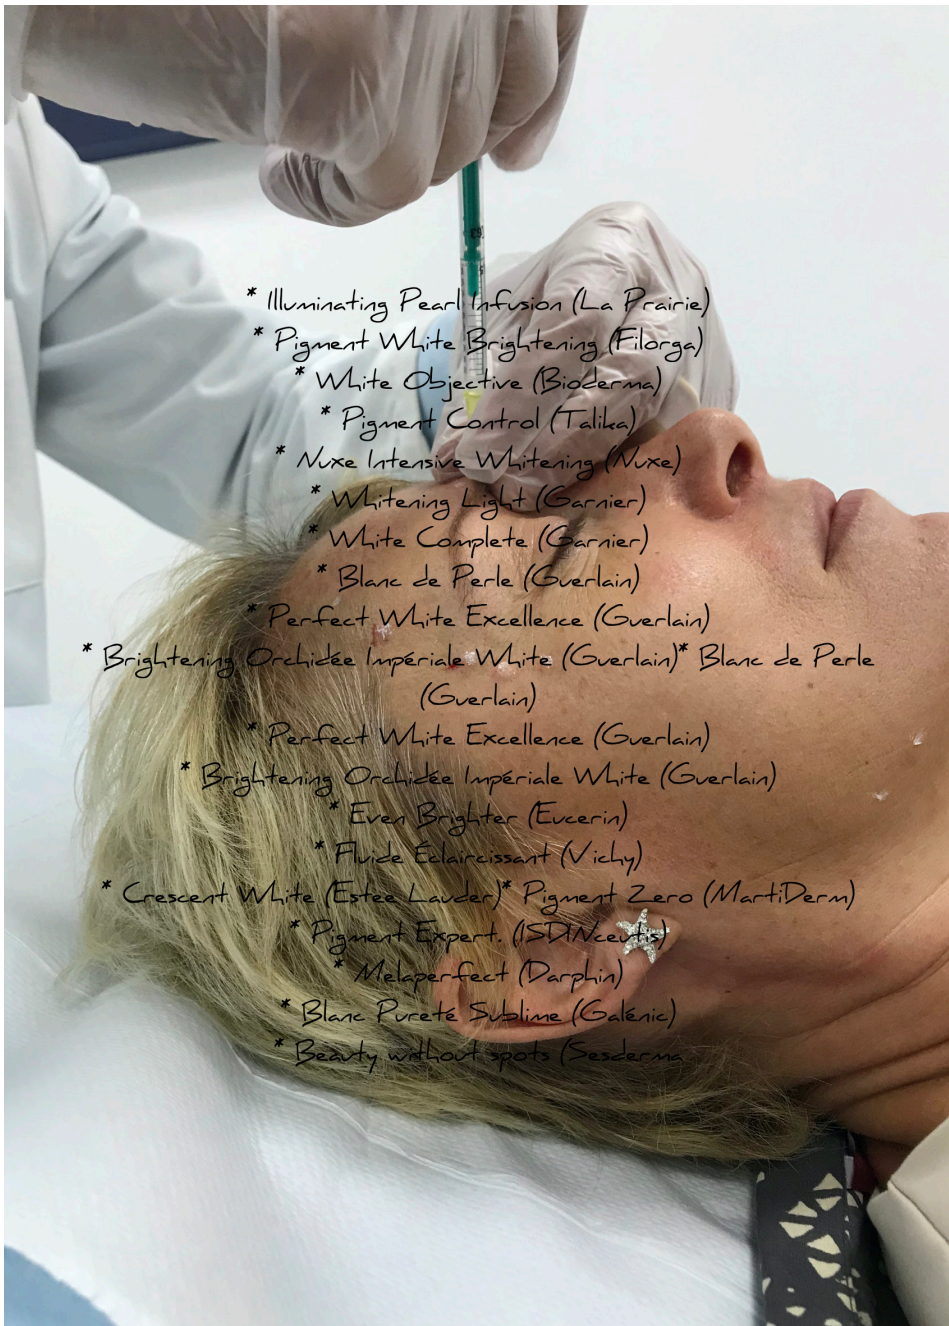 * Illuminating Pearl Infusion (La Prairie)
* Pigment White Brightening (Filorga)
* White Objective (Bioderma)
* Pigment Control (Talika)
* Nuxe Intensive Whitening (Nuxe)
* Whitening Light (Garnier)
* White Complete (Garnier)
* Blanc de Perle (Guerlain)
* Perfect White Excellence (Guerlain)
* Brightening Orchidée Impériale White (Guerlain)* Blanc de Perle
(Guerlain)
* Perfect White Excellence (Guerlain)
* Brightening Orchidée Impériale White (Guerlain)
* Even Brighter (Eucerin)
* Fluide Éclaircissant (Vichy)
* Crescent White (Estee Lauder)* Pigment Zero (MartiDerm)
* Pigment Expert. (ISDINceutis)
* Melaperfect (Darphin)
* Blanc Pureté Sublime (Galénic)
* Beauty without spots (Sesderma